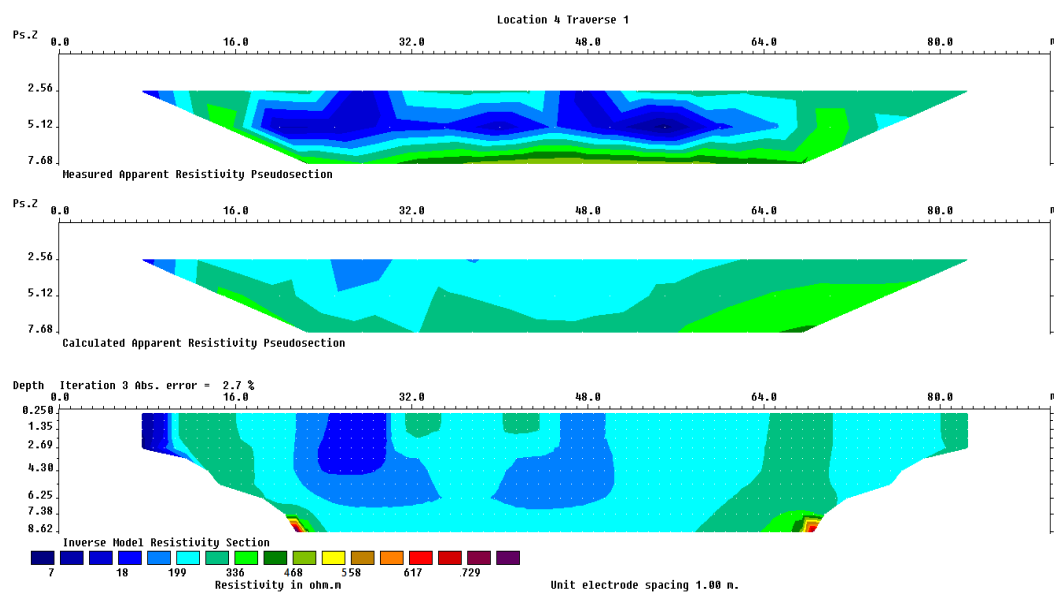 Location 4 Traverse 1
Ps.Z 0.0 16.0 32.0 48.0 64.0 80.0 m
2.56
5.12
7.68
Measured Apparent Resistivity Pseudosection
Ps.Z 0.0 16.0 32.0 48.0 64.0 80.0 m
2.56
5.12
7.68
Calculated Apparent Resistivity Pseudosection
Depth Iteration 3 Abs. error = 2.7 %
0.0 16.0 32.0 48.0 64.0 80.0 m
0.250
1.35
2.69
4.30
6.25
7.38
8.62
Inverse Model Resistivity Section
7 18 199 336 468 558 617 .729
Resistivity in ohm.m Unit electrode spacing 1.00 m.